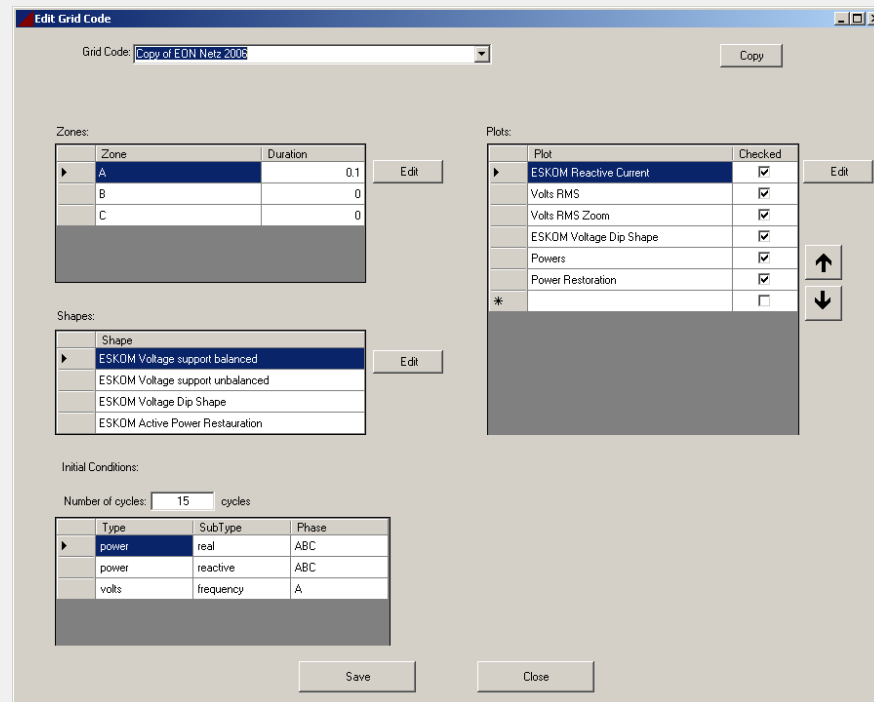 Edit Grid Code
Grid Code: Copy of EON Netz 2006
Copy
Zones:
Zone Duration
A 0.1
B 0
C 0
Edit
Plots:
Plot Checked
ESKOM Reactive Current
Volts RMS
Volts RMS Zoom
ESKOM Voltage Dip Shape
Powers
Power Restoration
*
Edit
Shapes:
Shape
ESKOM Voltage support balanced
ESKOM Voltage support unbalanced
ESKOM Voltage Dip Shape
ESKOM Active Power Restauration
Edit
Initial Conditions:
Number of cycles: 15 cycles
Type SubType Phase
power real ABC
power reactive ABC
volts frequency A
Save Close